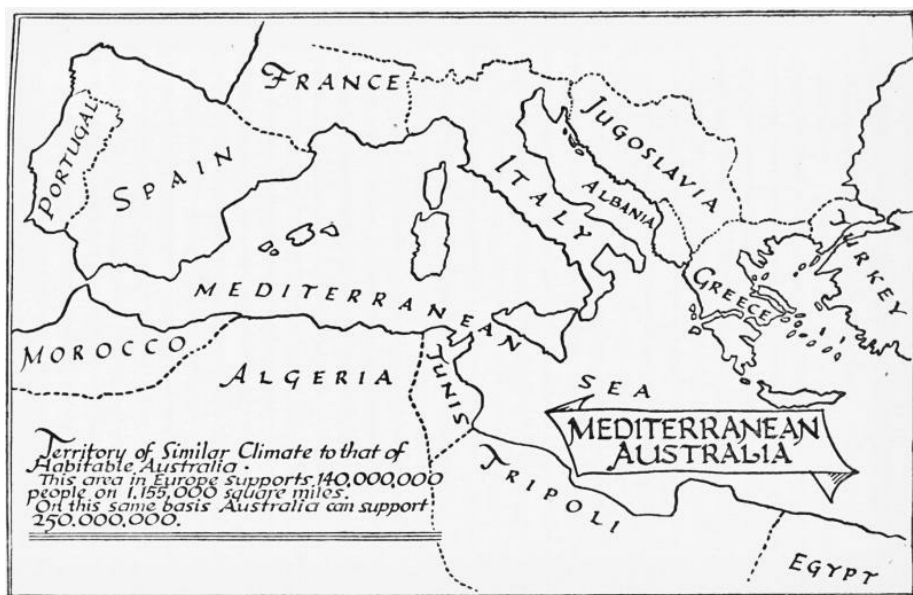 FRANCE
PORTUGAL
SPAIN
ITALY
JUGOSLAVIA
ALBANIA
GREECE
TURKEY
MEDITERRANEAN
SEA
MOROCCO
ALGERIA
TUNIS
TRIPOLI
EGYPT
MEDITERRANEAN
AUSTRALIA
Territory of Similar Climate to that of
Habitable Australia.
This area in Europe supports 140,000,000
people on 1,155,000 square miles.
On this same basis Australia can support
250.000.000.